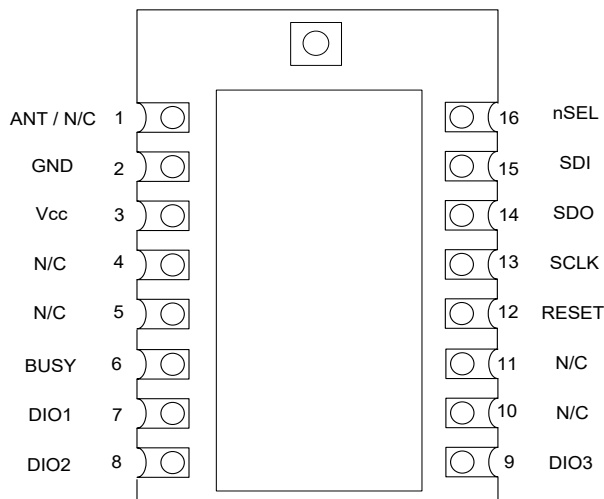 ANT / N/C 1 16 nSEL
GND 2 15 SDI
Vcc 3 14 SDO
N/C 4 13 SCLK
N/C 5 12 RESET
BUSY 6 11 N/C
DIO1 7 10 N/C
DIO2 8 9 DIO3